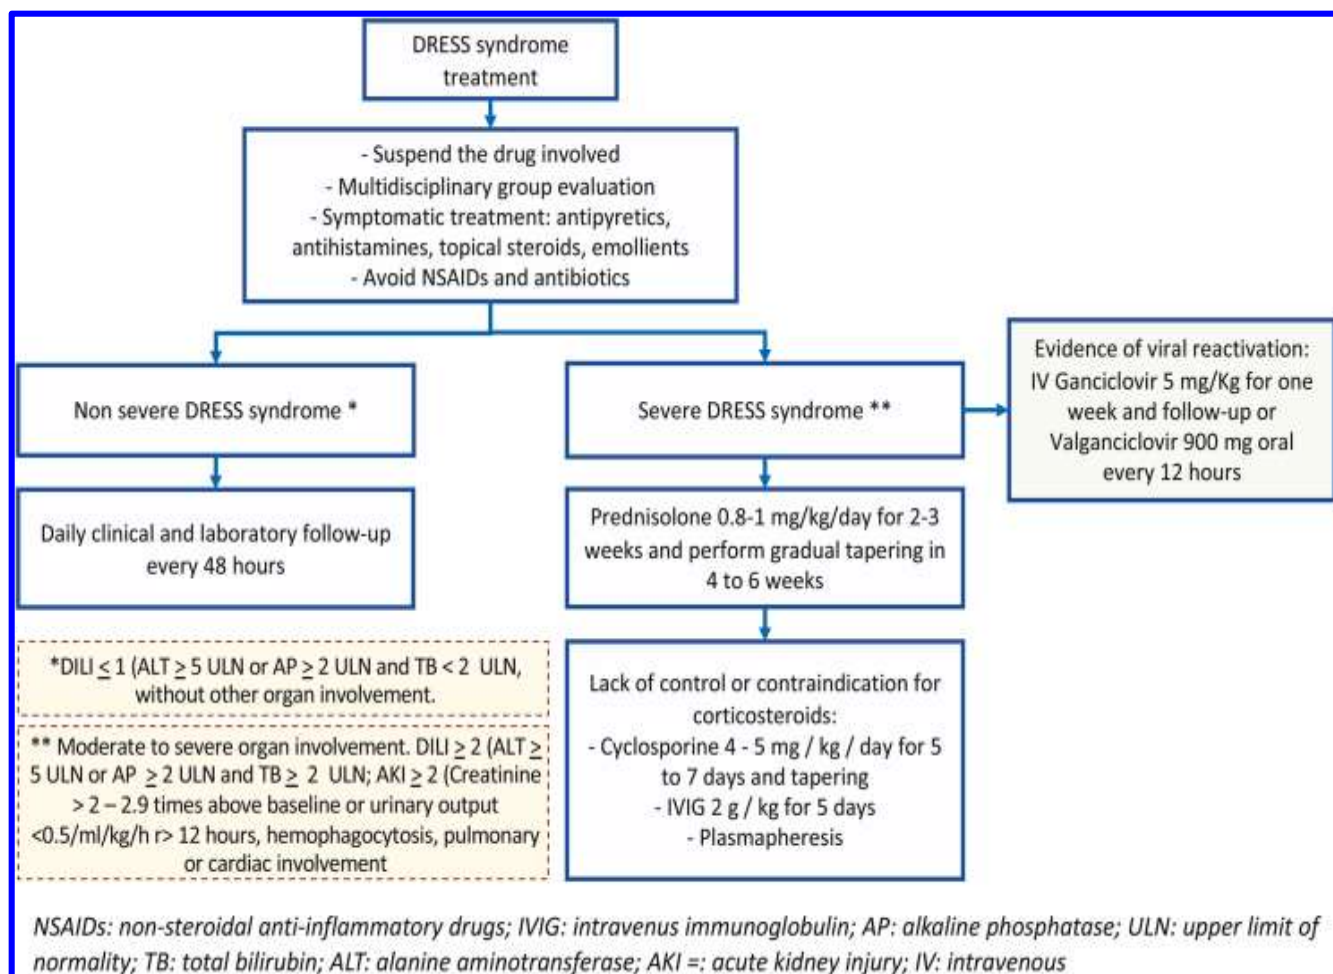 DRESS syndrome
treatment
- Suspend the drug involved
- Multidisciplinary group evaluation
- Symptomatic treatment: antipyretics,
antihistamines, topical steroids, emollients
- Avoid NSAIDs and antibiotics
Non severe DRESS syndrome *
Severe DRESS syndrome **
Evidence of viral reactivation:
IV Ganciclovir 5 mg/Kg for one
week and follow-up or
Valganciclovir 900 mg oral
every 12 hours
Daily clinical and laboratory follow-up
every 48 hours
Prednisolone 0.8-1 mg/kg/day for 2-3
weeks and perform gradual tapering in
4 to 6 weeks
*DILI ≤ 1 (ALT ≥ 5 ULN or AP ≥ 2 ULN and TB < 2 ULN,
without other organ involvement.
** Moderate to severe organ involvement. DILI ≥ 2 (ALT ≥
5 ULN or AP ≥ 2 ULN and TB ≥ 2 ULN; AKI ≥ 2 (Creatinine
> 2 – 2.9 times above baseline or urinary output
<0.5/ml/kg/h r> 12 hours, hemophagocytosis, pulmonary
or cardiac involvement
Lack of control or contraindication for
corticosteroids:
- Cyclosporine 4 - 5 mg / kg / day for 5
to 7 days and tapering
- IVIG 2 g / kg for 5 days
- Plasmapheresis
NSAIDs: non-steroidal anti-inflammatory drugs; IVIG: intravenus immunoglobulin; AP: alkaline phosphatase; ULN: upper limit of
normality; TB: total bilirubin; ALT: alanine aminotransferase; AKI =: acute kidney injury; IV: intravenous